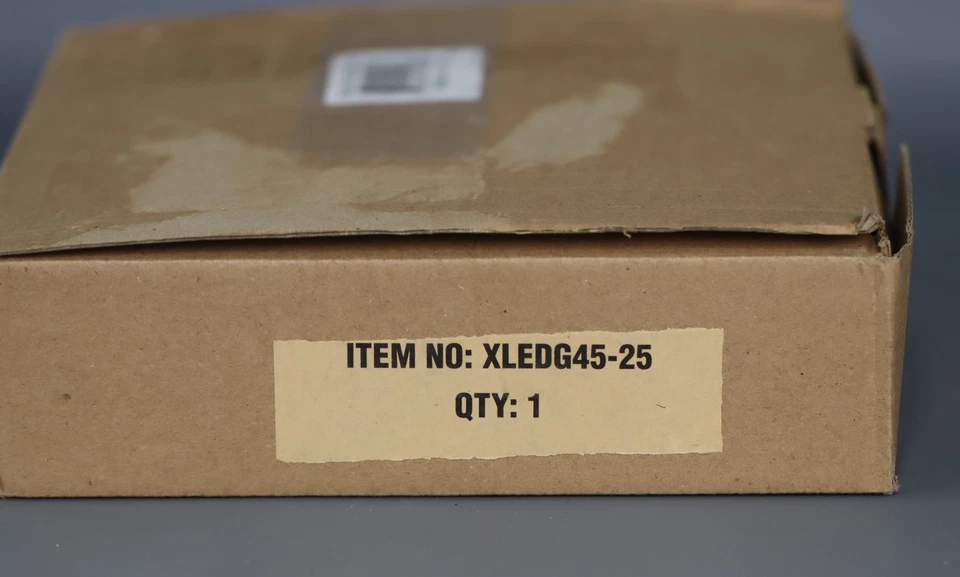 ITEM NO: XLEDG45-25
QTY: 1